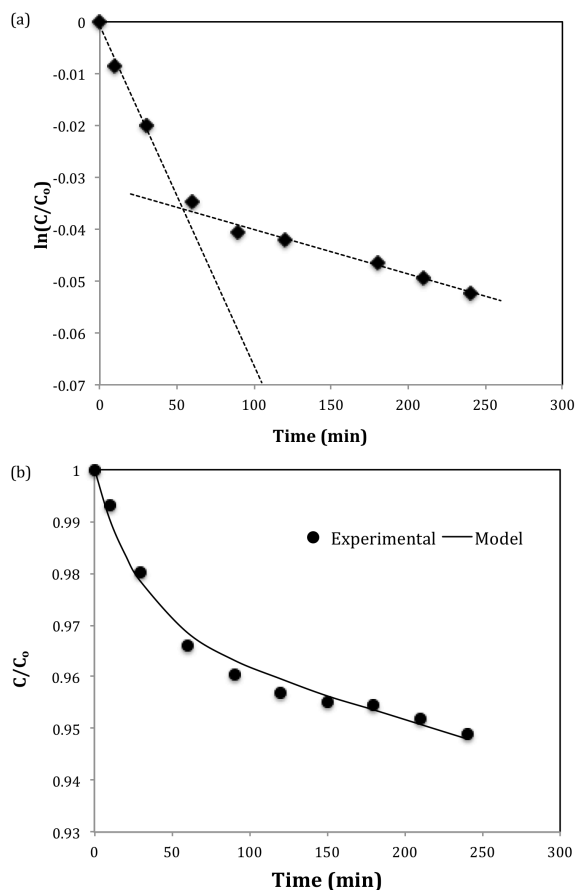 (a)
0
-0.01
-0.02
-0.03
-0.04
-0.05
-0.06
-0.07
ln(C/Co)
0 50 100 150 200 250 300
Time (min)
(b)
1
0.99
0.98
0.97
0.96
0.95
0.94
0.93
C/Co
Experimental Model
0 50 100 150 200 250 300
Time (min)